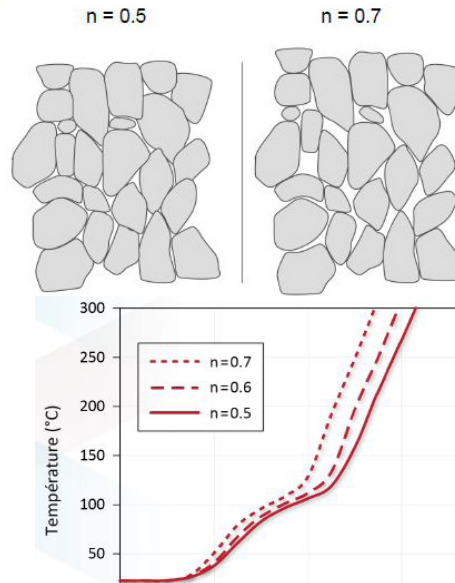 n = 0.5
n = 0.7
300
250
200
150
100
50
Température (°C)
n=0.7
n=0.6
n=0.5